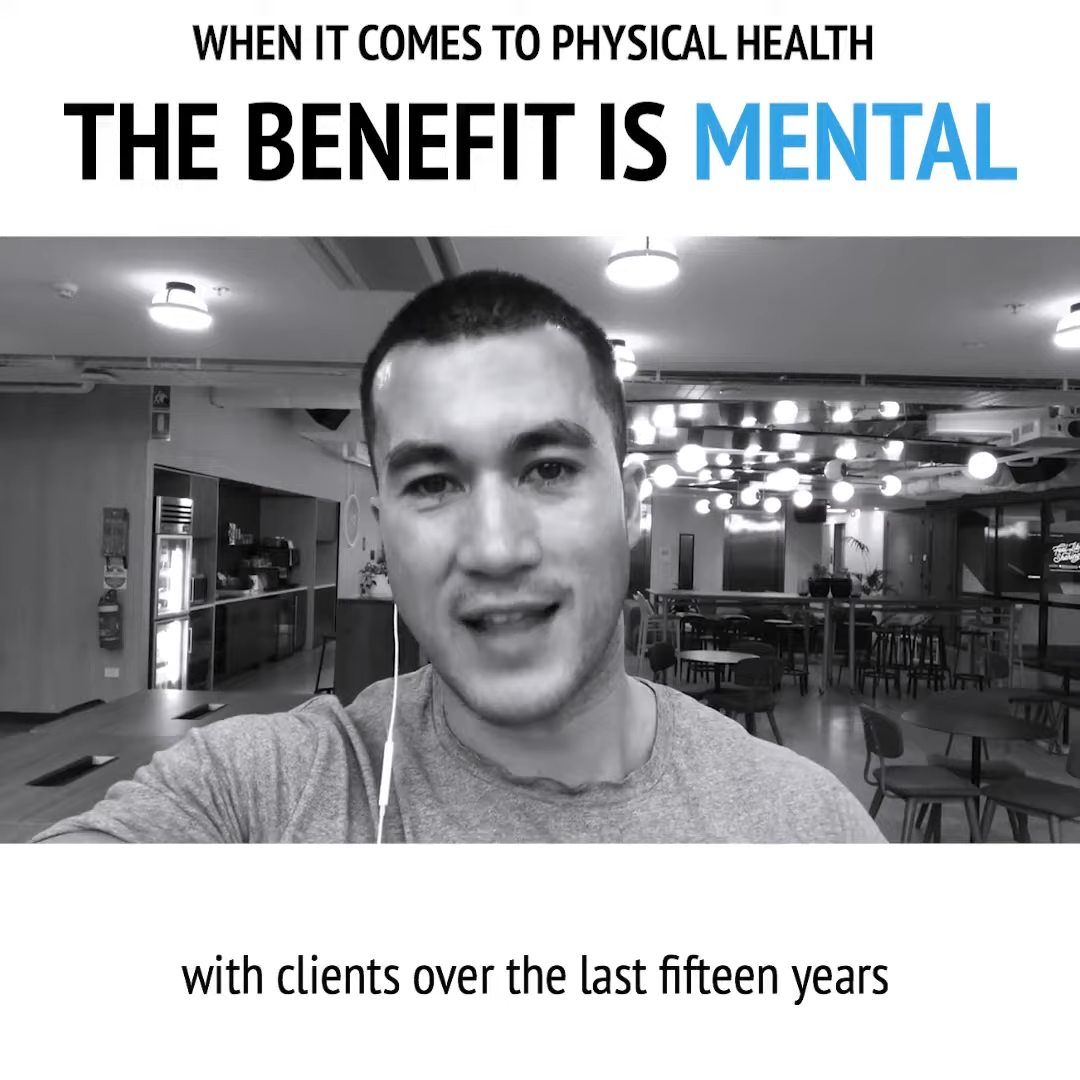 WHEN IT COMES TO PHYSICAL HEALTH
THE BENEFIT IS MENTAL
with clients over the last fifteen years